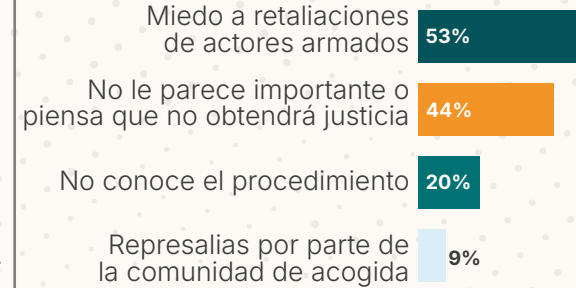 Miedo a retaliaciones
de actores armados
53%
No le parece importante o
piensa que no obtendrá justicia
44%
No conoce el procedimiento
20%
Represalias por parte de
la comunidad de acogida
9%